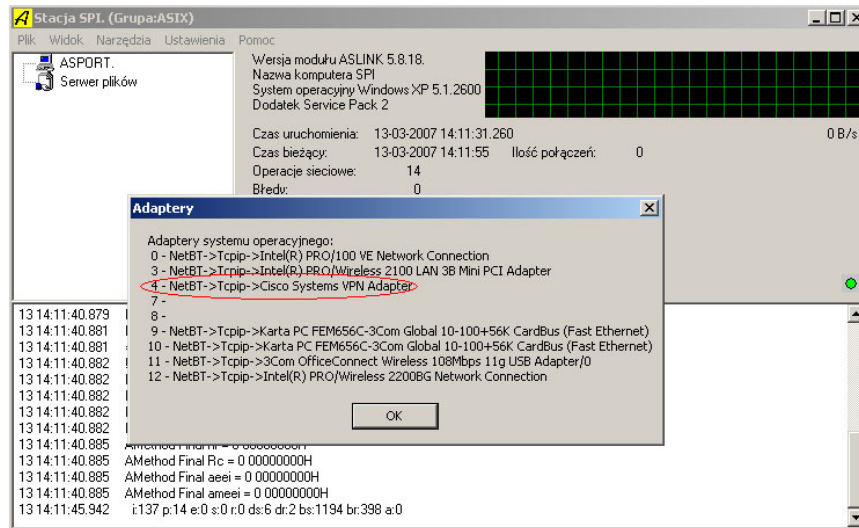 Stacja SPI. (Grupa:ASIX)
Plik Widok Narzędzia Ustawienia Pomoc
ASPORT.
Serwer plików
Wersja modułu ASLINK 5.8.18.
Nazwa komputera SPI
System operacyjny Windows XP 5.1.2600
Dodatek Service Pack 2
Czas uruchomienia: 13-03-2007 14:11:31.260 0 B/s
Czas bieżący: 13-03-2007 14:11:55 Ilość połączeń: 0
Operacje sieciowe: 14
Błędy: 0
Adaptery
Adaptery systemu operacyjnego:
0 - NetBT->Tcpip->Intel(R) PRO/100 VE Network Connection
3 - NetBT->Tcpip->Intel(R) PRO/Wireless 2100 LAN 3B Mini PCI Adapter
4 - NetBT->Tcpip->Cisco Systems VPN Adapter
7 -
8 -
9 - NetBT->Tcpip->Karta PC FEM656C-3Com Global 10-100+56K CardBus (Fast Ethernet)
10 - NetBT->Tcpip->Karta PC FEM656C-3Com Global 10-100+56K CardBus (Fast Ethernet)
11 - NetBT->Tcpip->3Com OfficeConnect Wireless 108Mbps 11g USB Adapter/0
12 - NetBT->Tcpip->Intel(R) PRO/Wireless 2200BG Network Connection
OK
13 14:11:40.879
13 14:11:40.881
13 14:11:40.881
13 14:11:40.882
13 14:11:40.882
13 14:11:40.882
13 14:11:40.882
13 14:11:40.882
13 14:11:40.885 AMethod Final nr = 0 00000000H
13 14:11:40.885 AMethod Final Rc = 0 00000000H
13 14:11:40.885 AMethod Final aeei = 0 00000000H
13 14:11:40.885 AMethod Final ameei = 0 00000000H
13 14:11:45.942 i:137 p:14 e:0 s:0 r:0 ds:6 dr:2 bs:1194 br:398 a:0